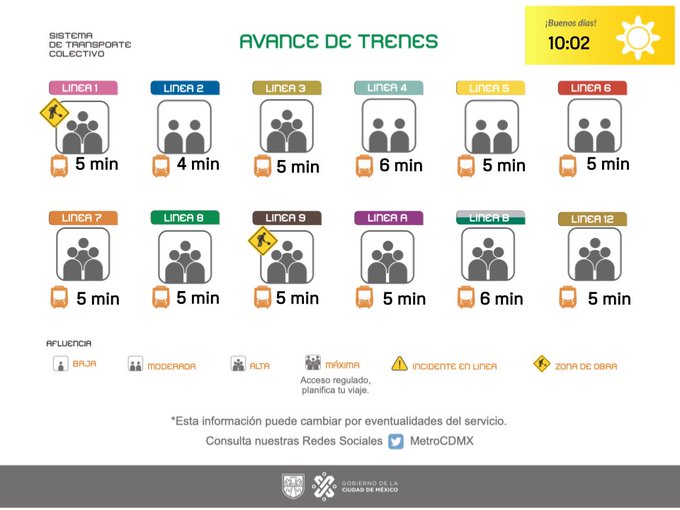 SISTEMA
DE TRANSPORTE
COLECTIVO
AVANCE DE TRENES
¡Buenos días!
10:02
LINEA 1
LINEA 2
LINEA 3
LINEA 4
LINEA 5
LINEA 6
5 min
4 min
5 min
6 min
5 min
5 min
LINEA 7
LINEA 8
LINEA 9
LINEA A
LINEA B
LINEA 12
5 min
5 min
5 min
5 min
6 min
5 min
AFLUENCIA
BAJA
MODERADA
ALTA
MÁXIMA
Acceso regulado,
planifica tu viaje.
INCIDENTE EN LINEA
ZONA DE OBRA
*Esta información puede cambiar por eventualidades del servicio.
Consulta nuestras Redes Sociales MetroCDMX
GOBIERNO DE LA
CIUDAD DE MÉXICO